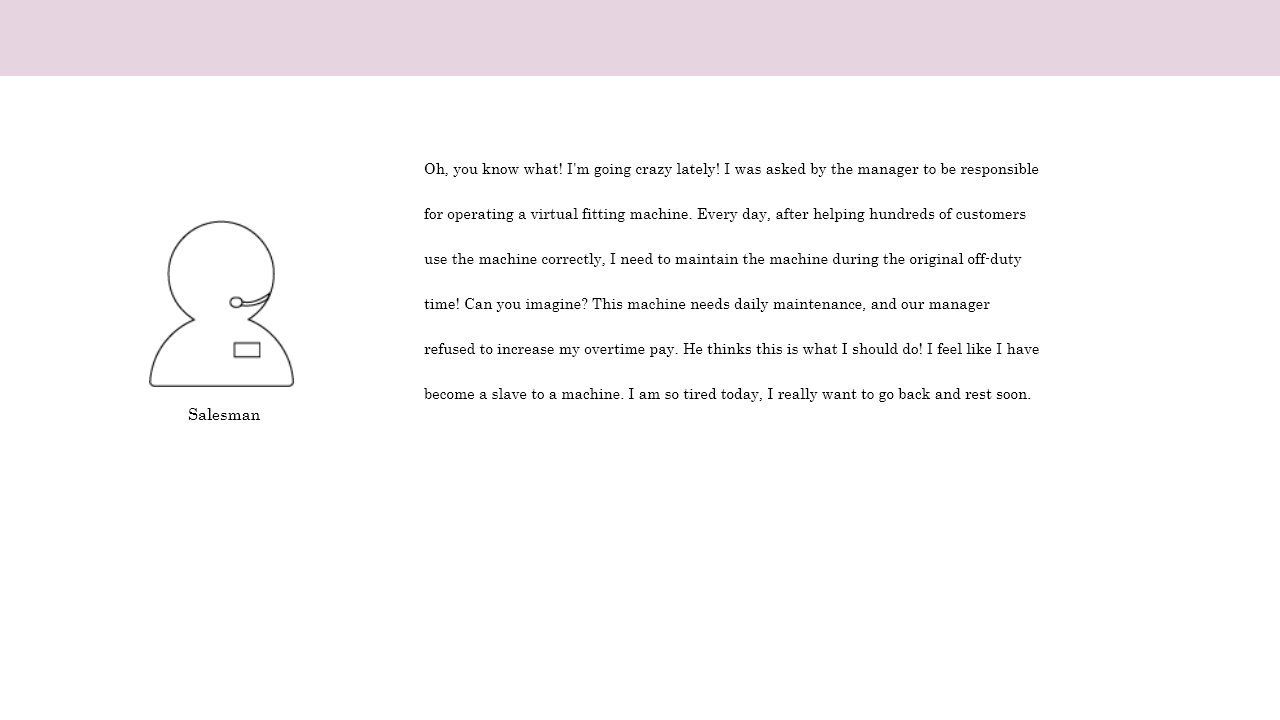 Oh, you know what! I'm going crazy lately! I was asked by the manager to be responsible
for operating a virtual fitting machine. Every day, after helping hundreds of customers
use the machine correctly, I need to maintain the machine during the original off-duty
time! Can you imagine? This machine needs daily maintenance, and our manager
refused to increase my overtime pay. He thinks this is what I should do! I feel like I have
become a slave to a machine. I am so tired today, I really want to go back and rest soon.
Salesman